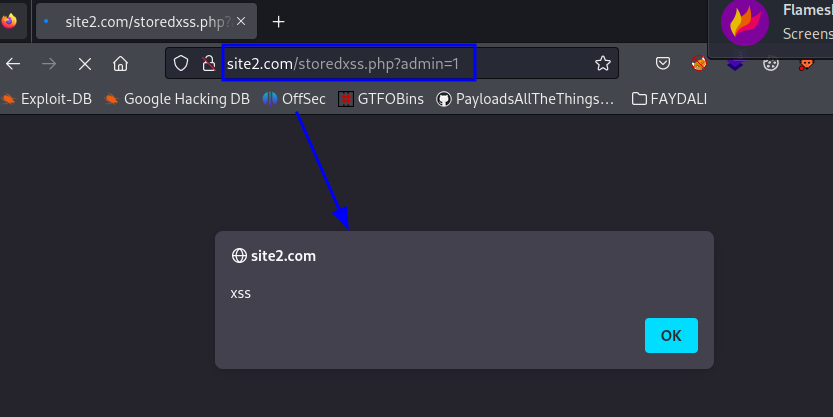 site2.com/storedxss.php?
Flamesh
Screens
site2.com/storedxss.php?admin=1
Exploit-DB Google Hacking DB OffSec GTFOBins PayloadsAllTheThings... FAYDALI
site2.com
xss
OK